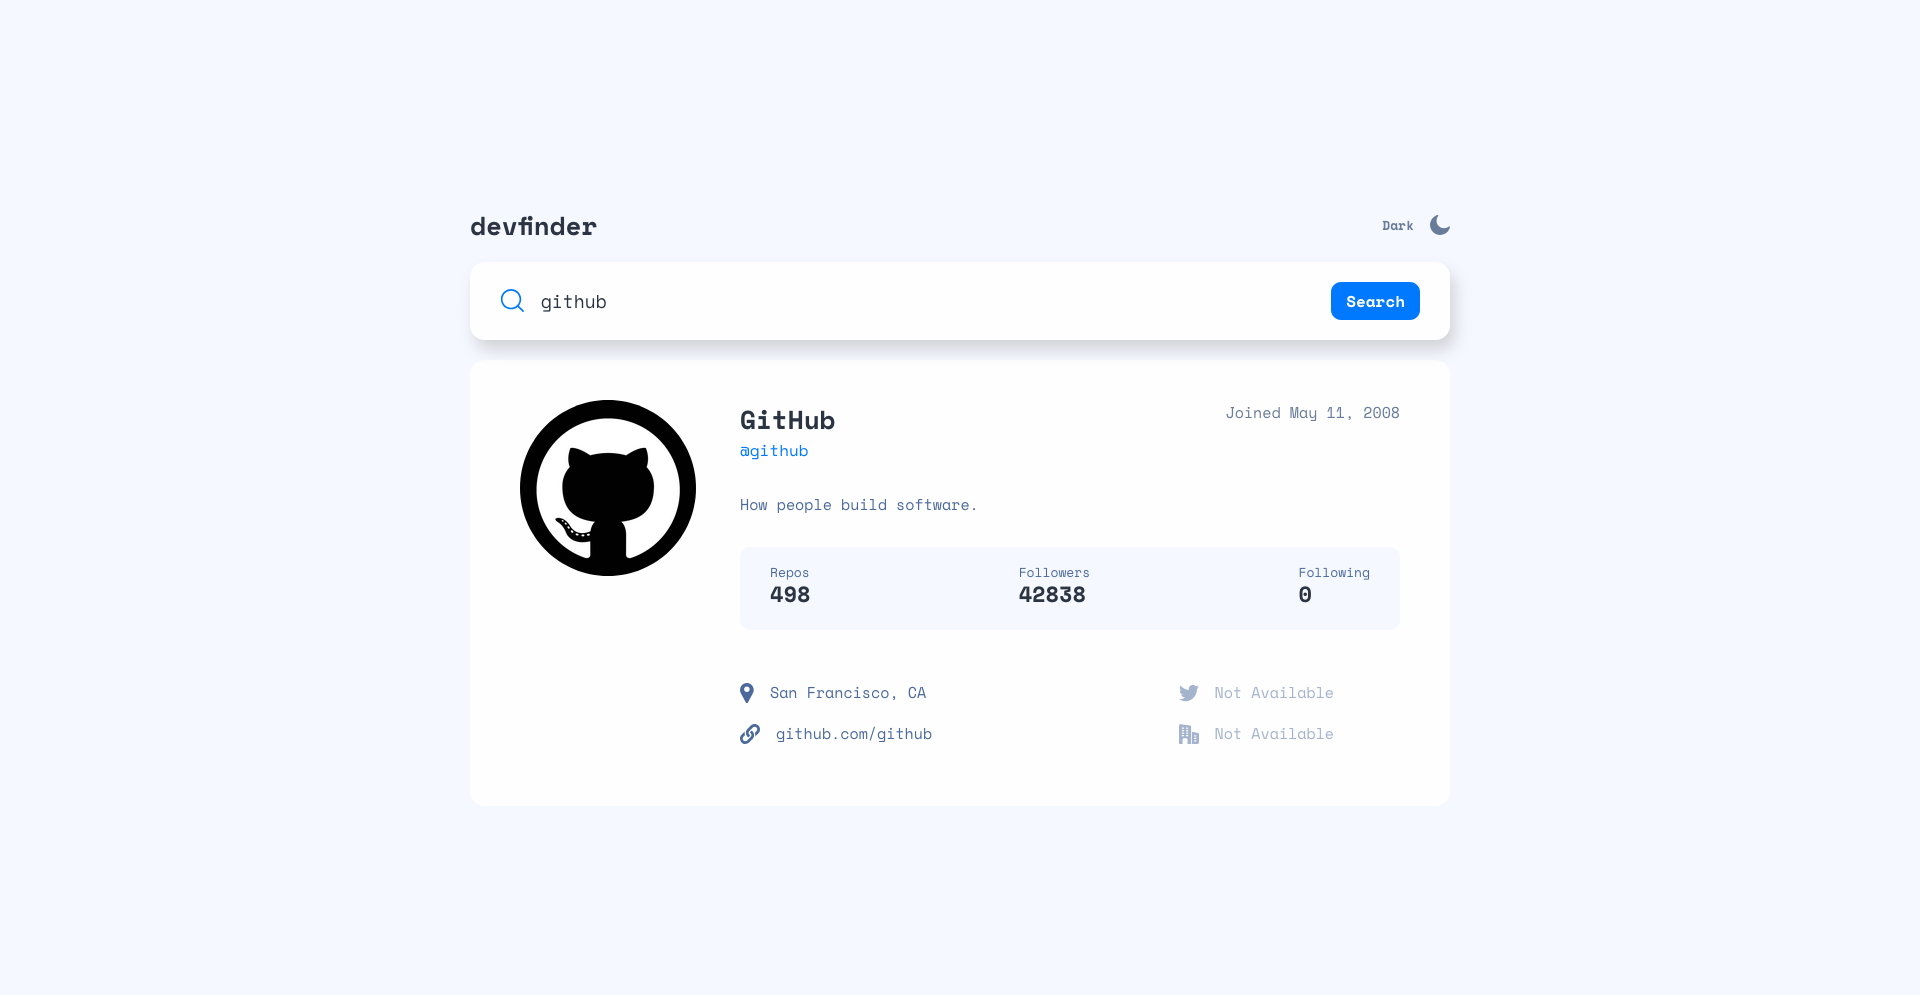 devfinder
Dark
github
Search
GitHub
Joined May 11, 2008
@github
How people build software.
Repos
Followers
Following
498
42838
0
San Francisco, CA
Not Available
github.com/github
Not Available